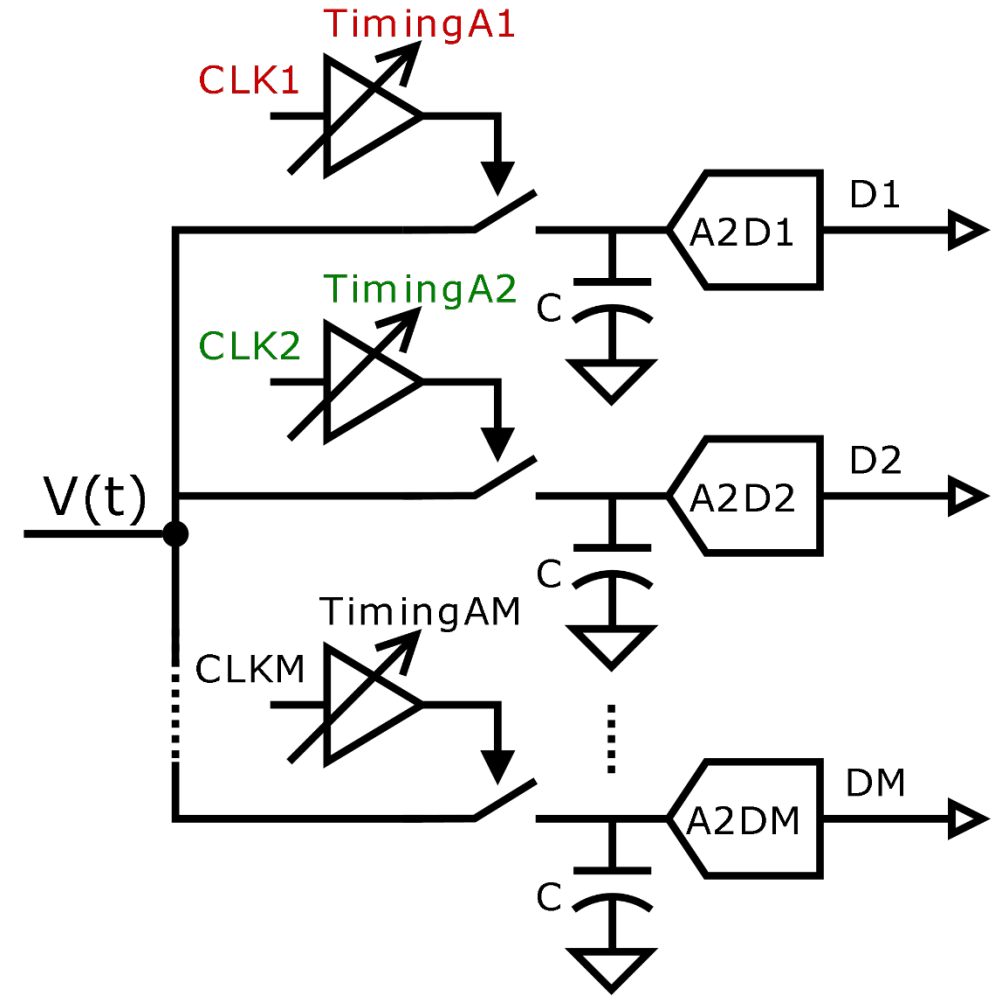 TimingA1
CLK1
D1
A2D1
C
TimingA2
CLK2
D2
A2D2
V(t)
C
TimingAM
CLKM
DM
A2DM
C